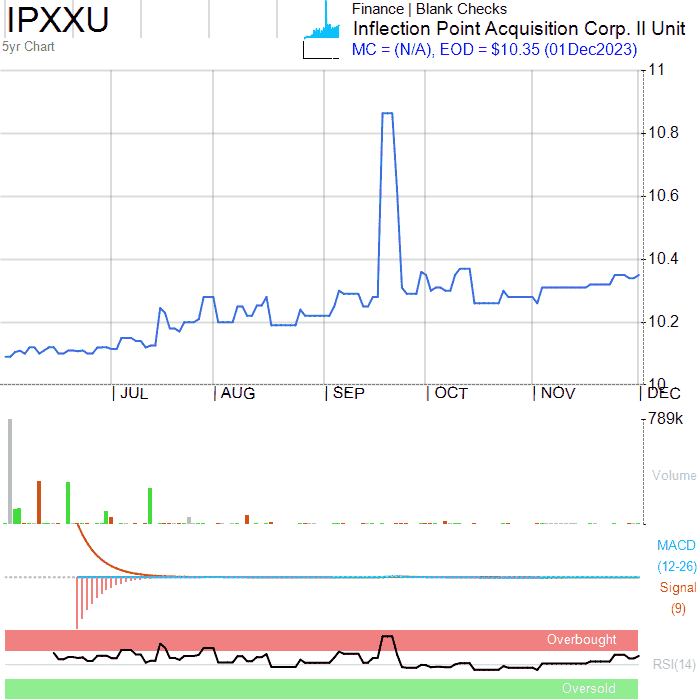 IPXXU
Finance | Blank Checks
Inflection Point Acquisition Corp. II Unit
5yr Chart
MC = (N/A), EOD = $10.35 (01Dec2023)
11
10.8
10.6
10.4
10.2
10
JUL AUG SEP OCT NOV DEC
789k
Volume
MACD
(12-26)
Signal
(9)
Overbought
RSI(14)
Oversold